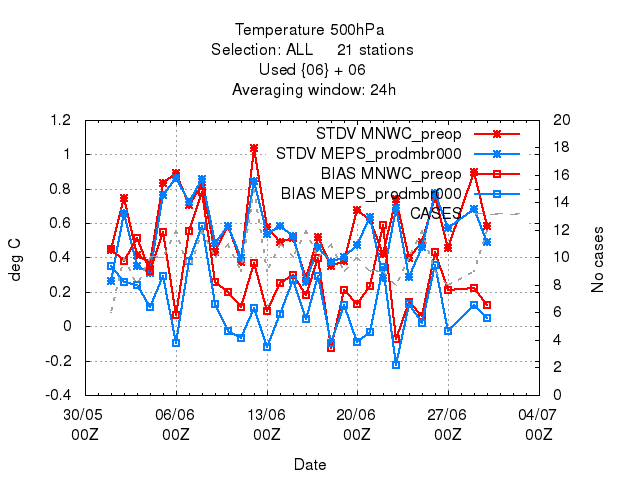 Temperature 500hPa
Selection: ALL     21 stations
Used {06} + 06
Averaging window: 24h
STDV MNWC_preop
STDV MEPS_prodmbr000
BIAS MNWC_preop
BIAS MEPS_prodmbr000
CASES
deg C
No cases
1.2
1
0.8
0.6
0.4
0.2
0
-0.2
-0.4
20
18
16
14
12
10
8
6
4
2
0
30/05 06/06 13/06 20/06 27/06 04/07
00Z 00Z 00Z 00Z 00Z 00Z
Date